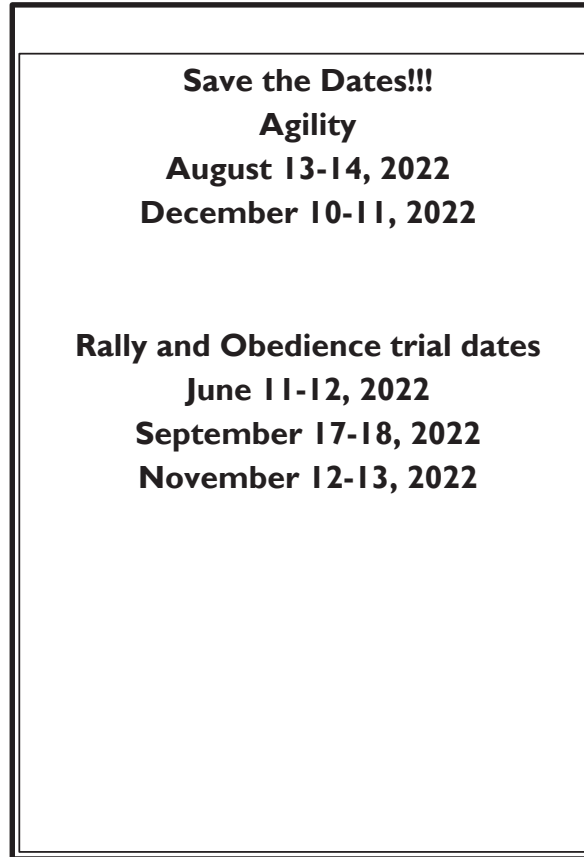 Save the Dates!!!
Agility
August 13-14, 2022
December 10-11, 2022
Rally and Obedience trial dates
June 11-12, 2022
September 17-18, 2022
November 12-13, 2022